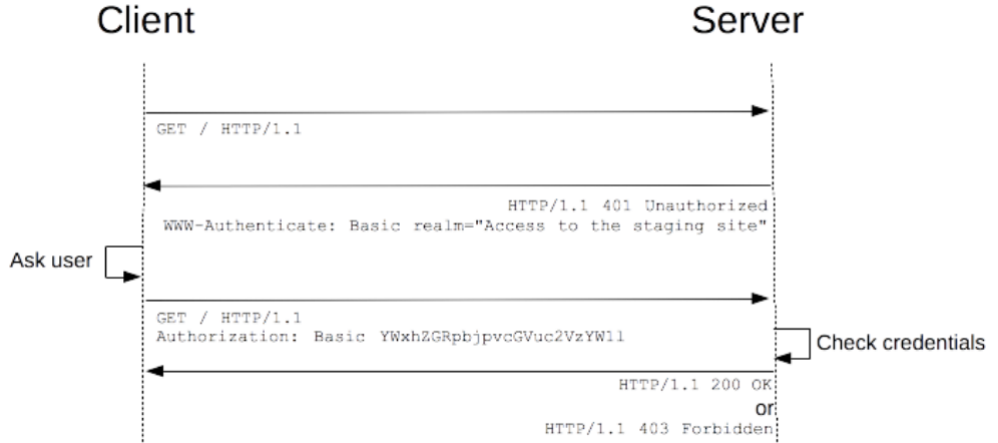 Client
Server
GET / HTTP/1.1
HTTP/1.1 401 Unauthorized
WWW-Authenticate: Basic realm="Access to the staging site"
Ask user
GET / HTTP/1.1
Authorization: Basic YWxhZGRpbjpvcGVuc2VzYW1l
Check credentials
HTTP/1.1 200 OK
or
HTTP/1.1 403 Forbidden